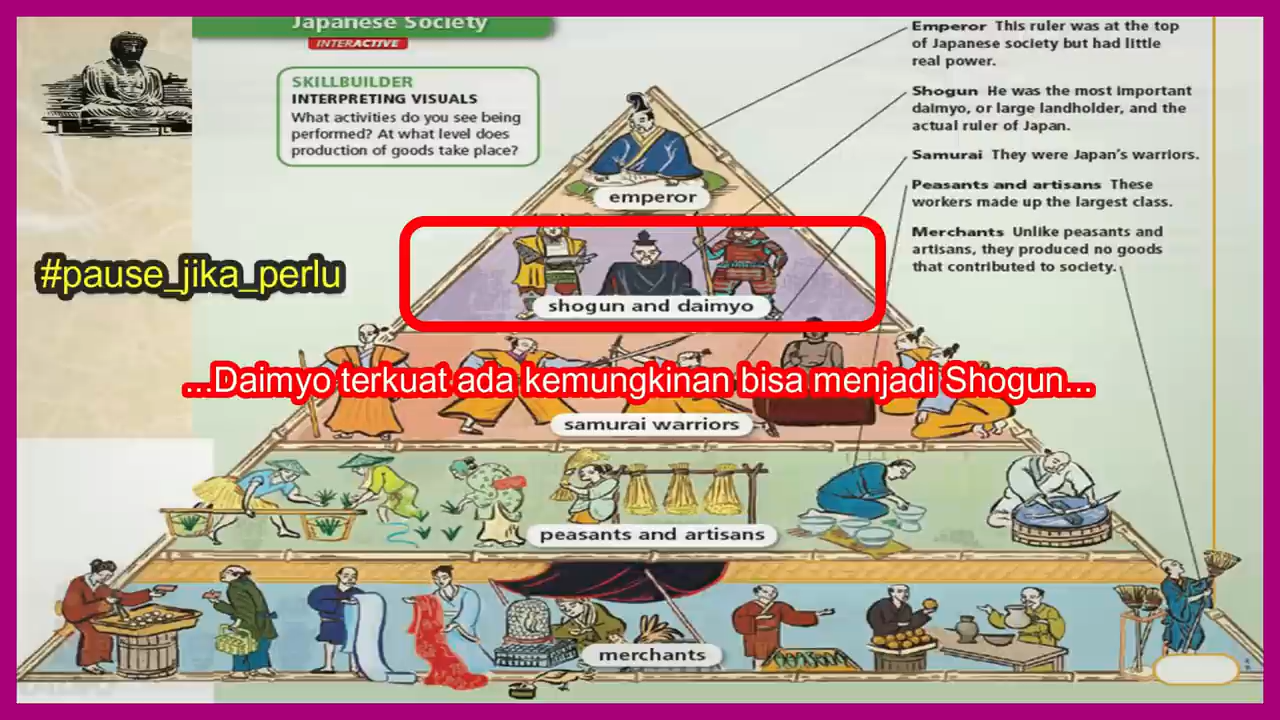 Japanese Society
INTERACTIVE
SKILLBUILDER
INTERPRETING VISUALS
What activities do you see being
performed? At what level does
production of goods take place?
Emperor This ruler was at the top
of Japanese society but had little
real power.
Shogun He was the most important
daimyo, or large landholder, and the
actual ruler of Japan.
Samurai They were Japan's warriors.
Peasants and artisans These
workers made up the largest class.
Merchants Unlike peasants and
artisans, they produced no goods
that contributed to society.
emperor
#pause_jika_perlu
shogun and daimyo
...Daimyo terkuat ada kemungkinan bisa menjadi Shogun...
samurai warriors
peasants and artisans
merchants